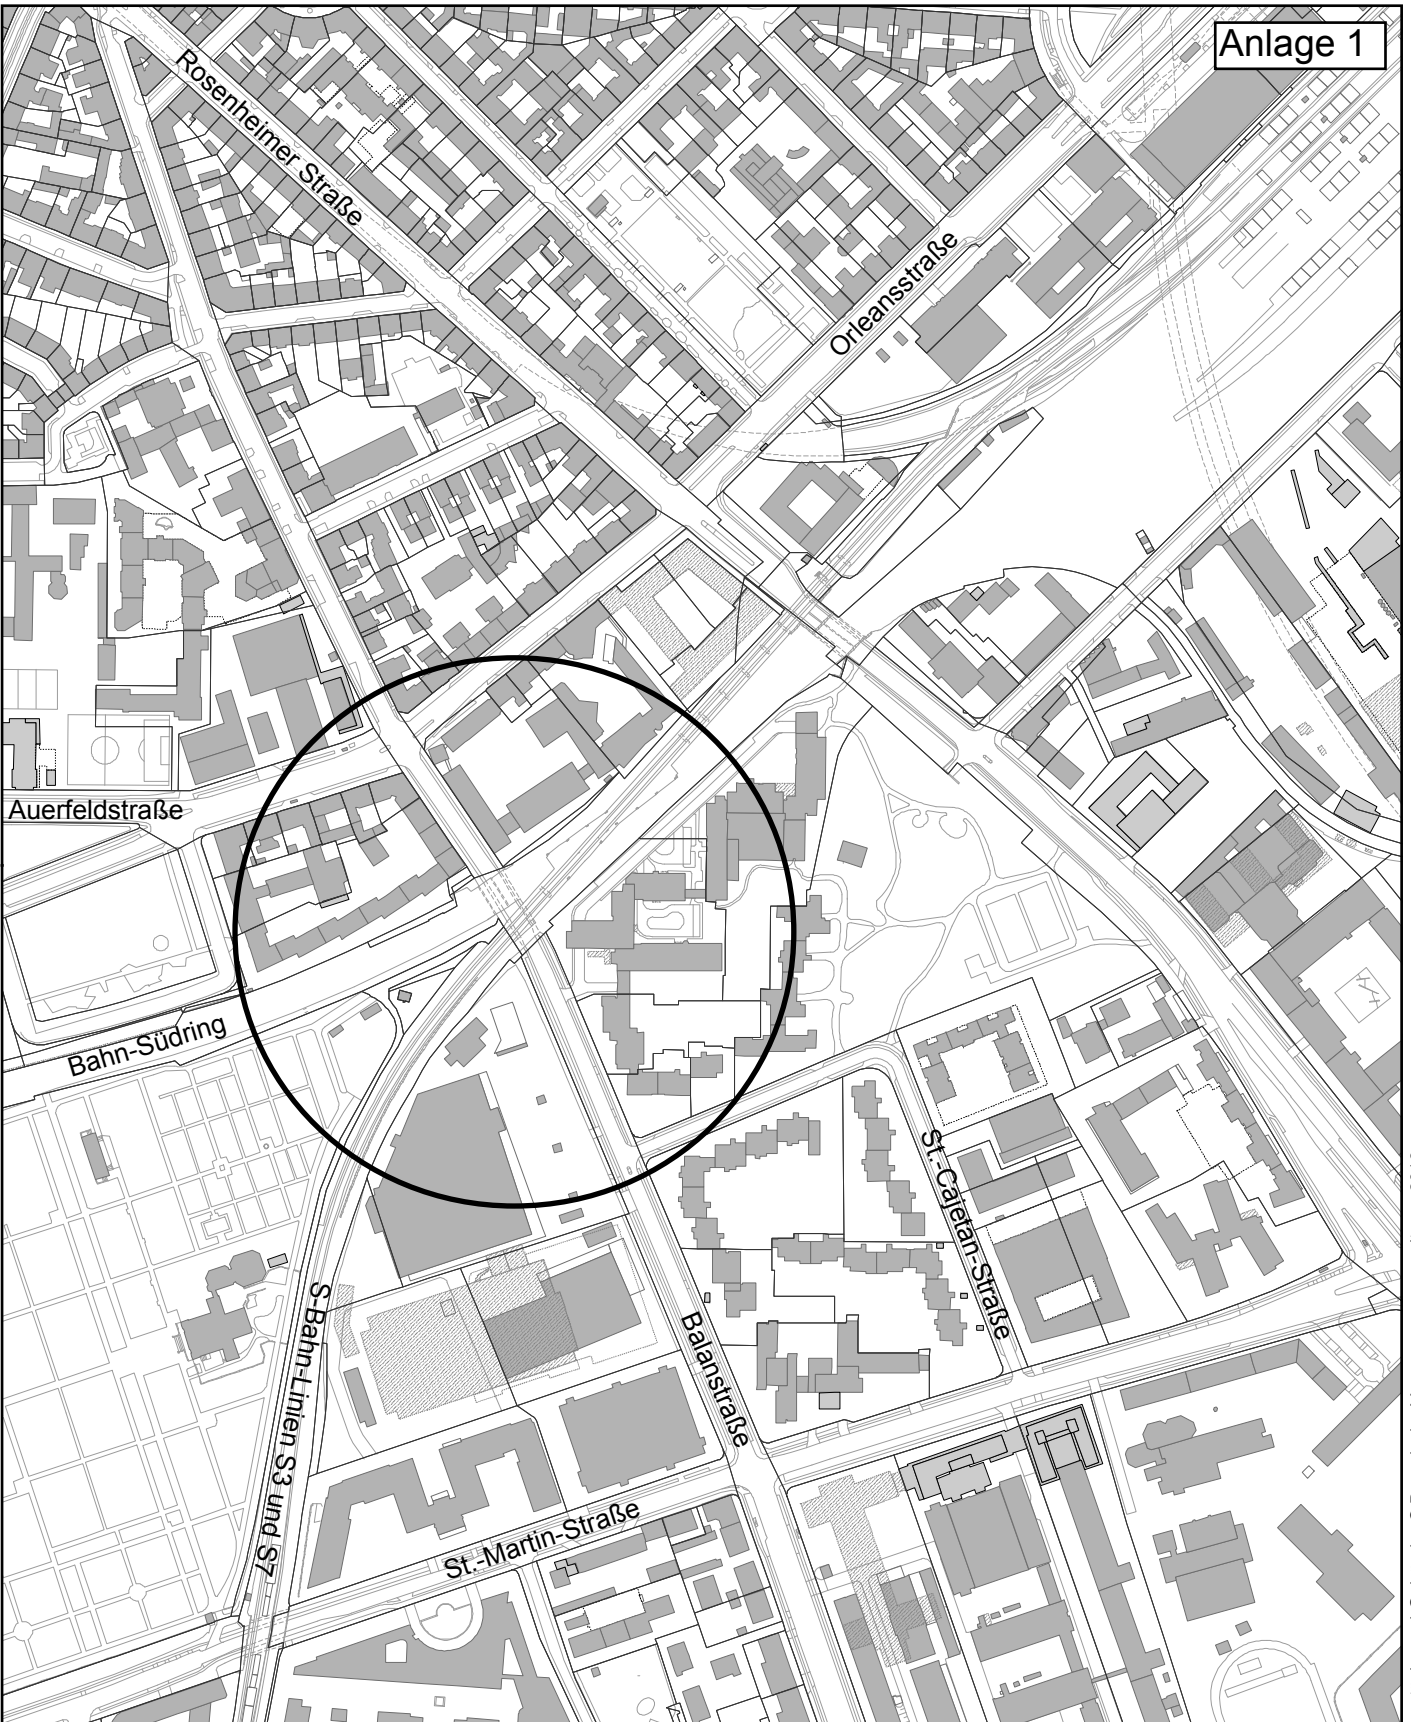 Anlage 1
Rosenheimer Straße
Orleansstraße
Auerfeldstraße
Bahn-Südring
St.-Cajetan-Straße
S-Bahn-Linien S3 und S7
Balanstraße
St.-Martin-Straße